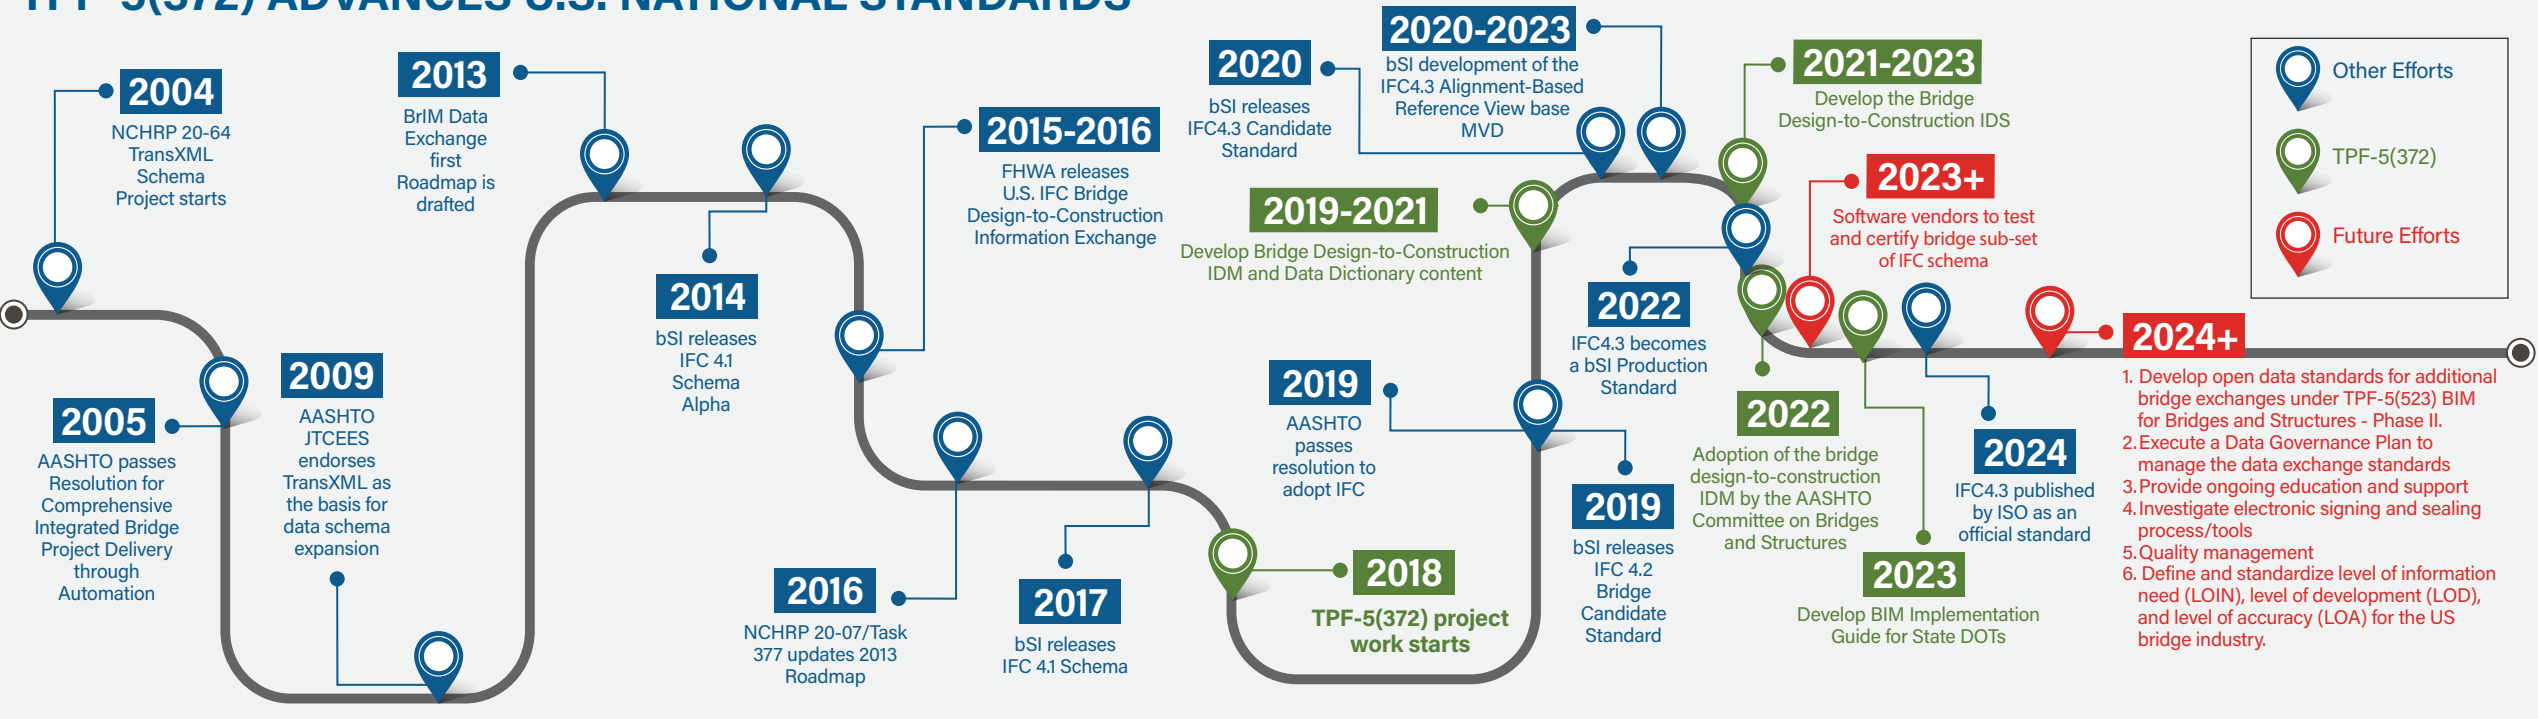 TPF-5(372) ADVANCES U.S. NATIONAL STANDARDS
2004
NCHRP 20-64
TransXML
Schema
Project starts
2005
AASHTO passes
Resolution for
Comprehensive
Integrated Bridge
Project Delivery
through
Automation
2009
AASHTO
JTCEES
endorses
TransXML as
the basis for
data schema
expansion
2013
BrIM Data
Exchange
first
Roadmap is
drafted
2014
bSI releases
IFC 4.1
Schema
Alpha
2015-2016
FHWA releases
U.S. IFC Bridge
Design-to-Construction
Information Exchange
2016
NCHRP 20-07/Task
377 updates 2013
Roadmap
2017
bSI releases
IFC 4.1 Schema
2018
TPF-5(372) project
work starts
2019
AASHTO
passes
resolution to
adopt IFC
2019
bSI releases
IFC 4.2
Bridge
Candidate
Standard
2019-2021
Develop Bridge Design-to-Construction
IDM and Data Dictionary content
2020
bSI releases
IFC4.3 Candidate
Standard
2020-2023
bSI development of the
IFC4.3 Alignment-Based
Reference View base
MVD
2021-2023
Develop the Bridge
Design-to-Construction IDS
2022
IFC4.3 becomes
a bSI Production
Standard
2022
Adoption of the bridge
design-to-construction
IDM by the AASHTO
Committee on Bridges
and Structures
2023+
Software vendors to test
and certify bridge sub-set
of IFC schema
2023
Develop BIM Implementation
Guide for State DOTs
2024
IFC4.3 published
by ISO as an
official standard
2024+
1. Develop open data standards for additional
bridge exchanges under TPF-5(523) BIM
for Bridges and Structures - Phase II.
2. Execute a Data Governance Plan to
manage the data exchange standards
3. Provide ongoing education and support
4. Investigate electronic signing and sealing
process/tools
5. Quality management
6. Define and standardize level of information
need (LOIN), level of development (LOD),
and level of accuracy (LOA) for the US
bridge industry.
Other Efforts
TPF-5(372)
Future Efforts